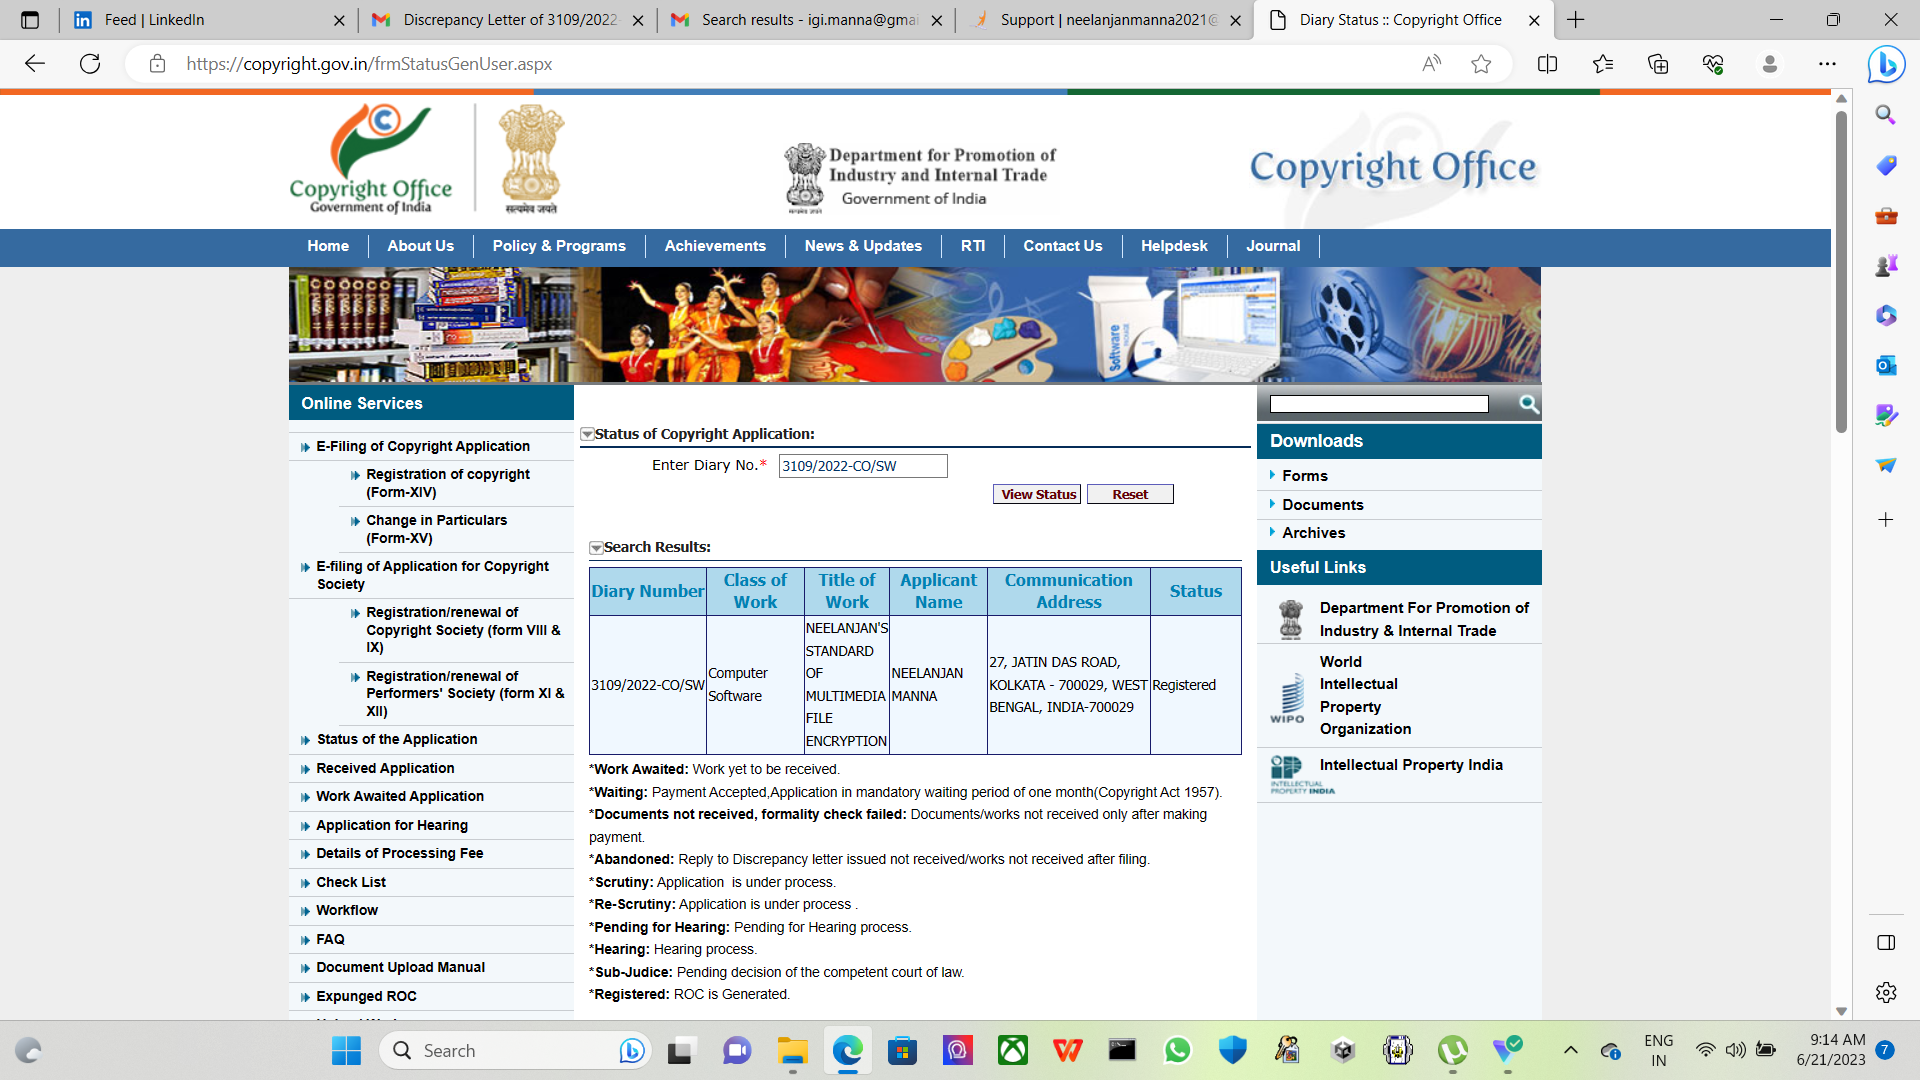 Feed | LinkedIn
Discrepancy Letter of 3109/2022-
Search results - igi.manna@gmai
Support | neelanjanmanna2021@
Diary Status :: Copyright Office
https://copyright.gov.in/frmStatusGenUser.aspx
Copyright Office
Government of India
सत्यमेव जयते
Department for Promotion of
Industry and Internal Trade
Government of India
सत्यमेव जयते
Copyright Office
Home
About Us
Policy & Programs
Achievements
News & Updates
RTI
Contact Us
Helpdesk
Journal
Software
Online Services
E-Filing of Copyright Application
Registration of copyright
(Form-XIV)
Change in Particulars
(Form-XV)
E-filing of Application for Copyright
Society
Registration/renewal of
Copyright Society (form VIII &
IX)
Registration/renewal of
Performers' Society (form XI &
XII)
Status of the Application
Received Application
Work Awaited Application
Application for Hearing
Details of Processing Fee
Check List
Workflow
FAQ
Document Upload Manual
Expunged ROC
Status of Copyright Application:
Enter Diary No.* 3109/2022-CO/SW
View Status
Reset
Search Results:
Diary Number
Class of
Work
Title of
Work
Applicant
Name
Communication
Address
Status
3109/2022-CO/SW
Computer
Software
NEELANJAN'S
STANDARD
OF
MULTIMEDIA
FILE
ENCRYPTION
NEELANJAN
MANNA
27, JATIN DAS ROAD,
KOLKATA - 700029, WEST
BENGAL, INDIA-700029
Registered
*Work Awaited: Work yet to be received.
*Waiting: Payment Accepted,Application in mandatory waiting period of one month(Copyright Act 1957).
*Documents not received, formality check failed: Documents/works not received only after making
payment.
*Abandoned: Reply to Discrepancy letter issued not received/works not received after filing.
*Scrutiny: Application  is under process.
*Re-Scrutiny: Application is under process .
*Pending for Hearing: Pending for Hearing process.
*Hearing: Hearing process.
*Sub-Judice: Pending decision of the competent court of law.
*Registered: ROC is Generated.
Downloads
Forms
Documents
Archives
Useful Links
Department For Promotion of
Industry & Internal Trade
World
Intellectual
Property
Organization
WIPO
Intellectual Property India
INTELLECTUAL
PROPERTY INDIA
Search
ENG
IN
9:14 AM
6/21/2023
7